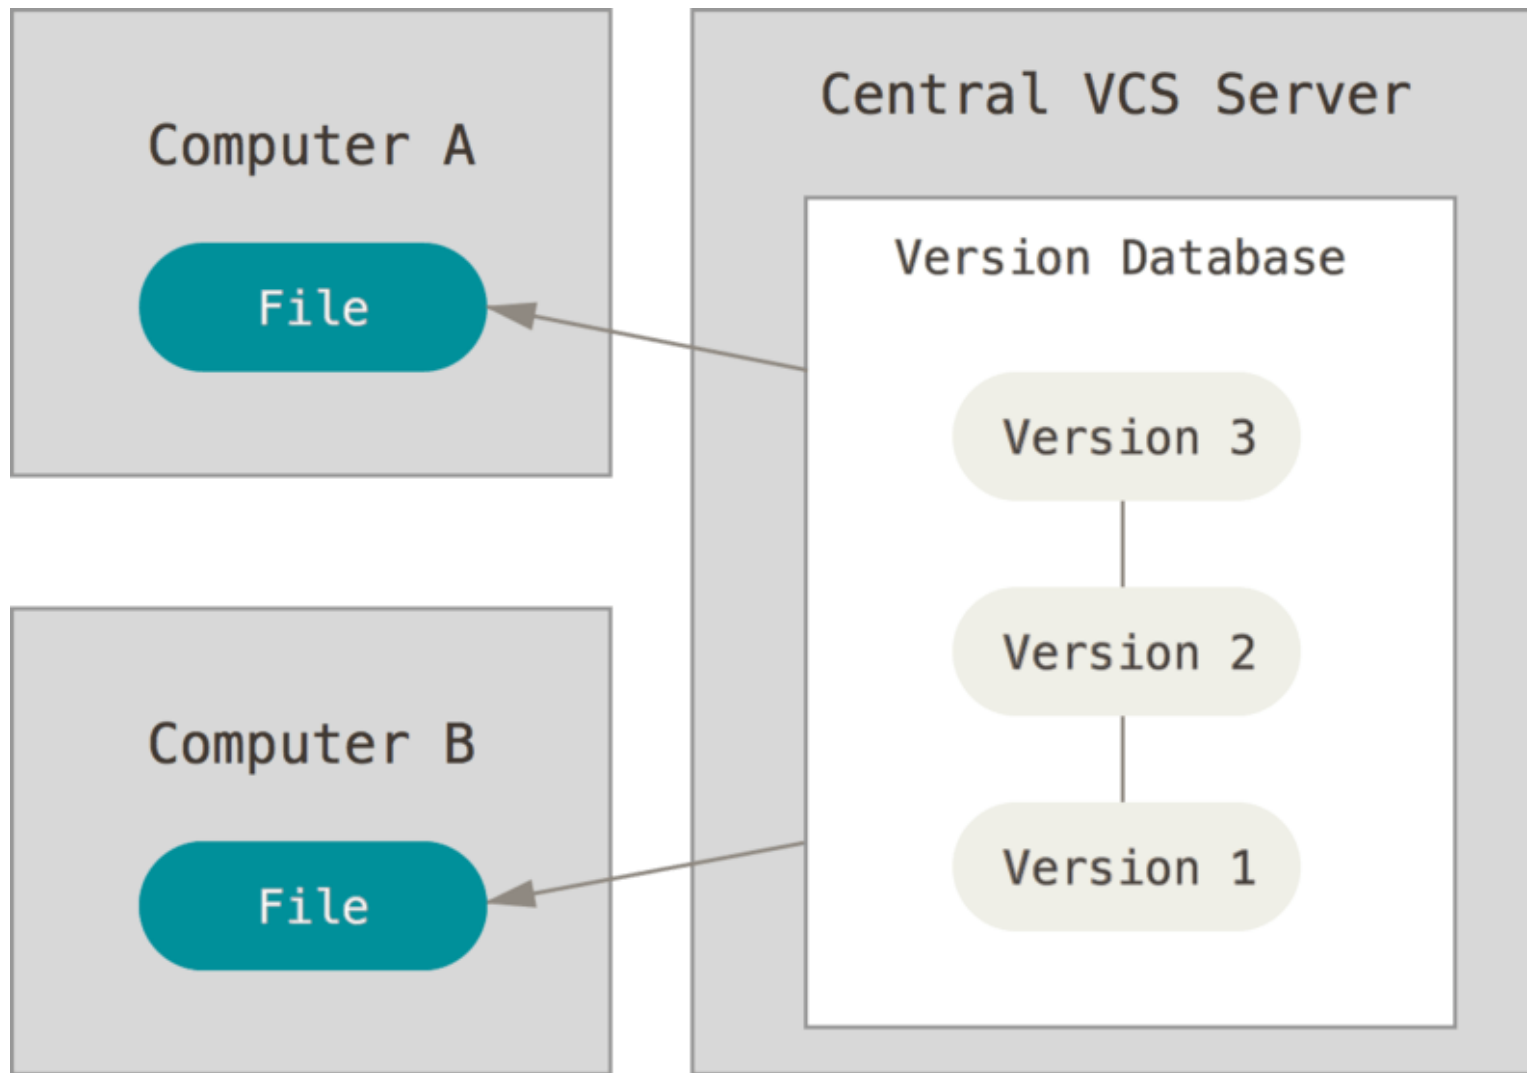 Computer A
File
Computer B
File
Central VCS Server
Version Database
Version 3
Version 2
Version 1